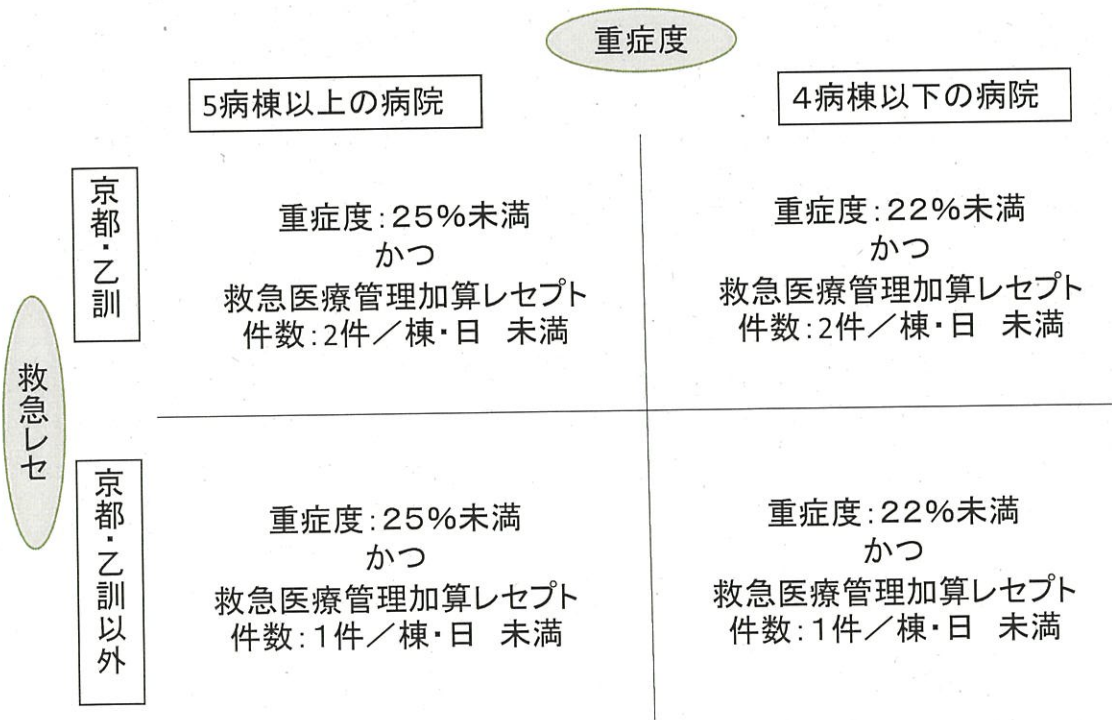 重症度
5病棟以上の病院
4病棟以下の病院
京都・乙訓
重症度:25%未満
かつ
救急医療管理加算レセプト
件数:2件/棟・日 未満
重症度:22%未満
かつ
救急医療管理加算レセプト
件数:2件/棟・日 未満
救急レセ
京都・乙訓以外
重症度:25%未満
かつ
救急医療管理加算レセプト
件数:1件/棟・日 未満
重症度:22%未満
かつ
救急医療管理加算レセプト
件数:1件/棟・日 未満